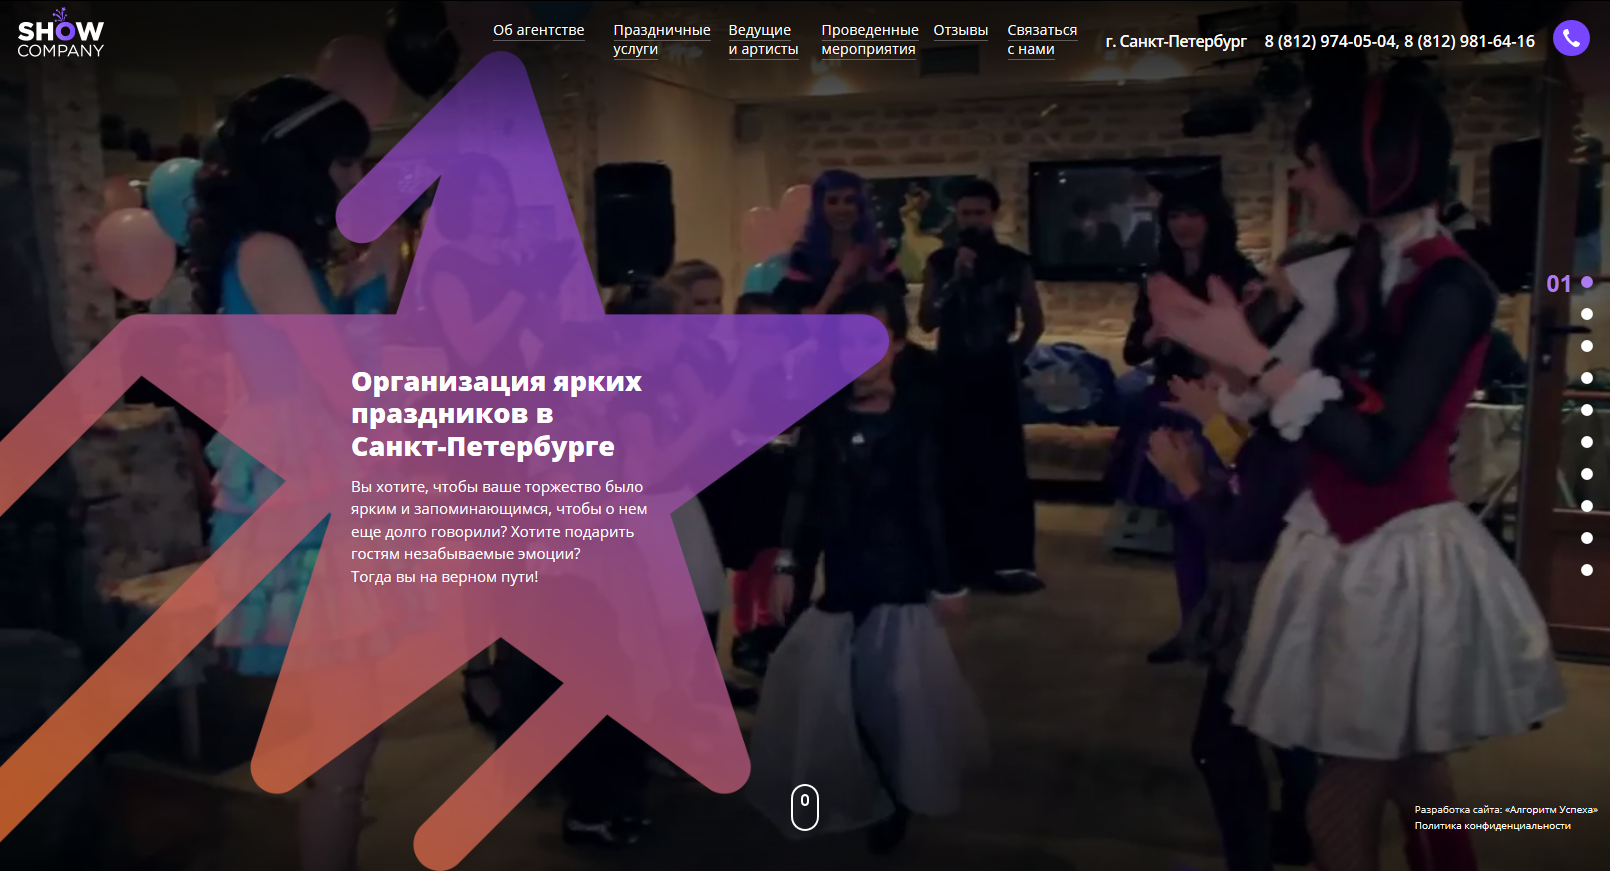 SHOW
COMPANY
Об агентстве
Праздничные
услуги
Ведущие
и артисты
Проведенные
мероприятия
Отзывы
Связаться
с нами
г. Санкт-Петербург
8 (812) 974-05-04, 8 (812) 981-64-16
01
Организация ярких
праздников в
Санкт-Петербурге
Вы хотите, чтобы ваше торжество было
ярким и запоминающимся, чтобы о нем
еще долго говорили? Хотите подарить
гостям незабываемые эмоции?
Тогда вы на верном пути!
Разработка сайта: «Алгоритм Успеха»
Политика конфиденциальности